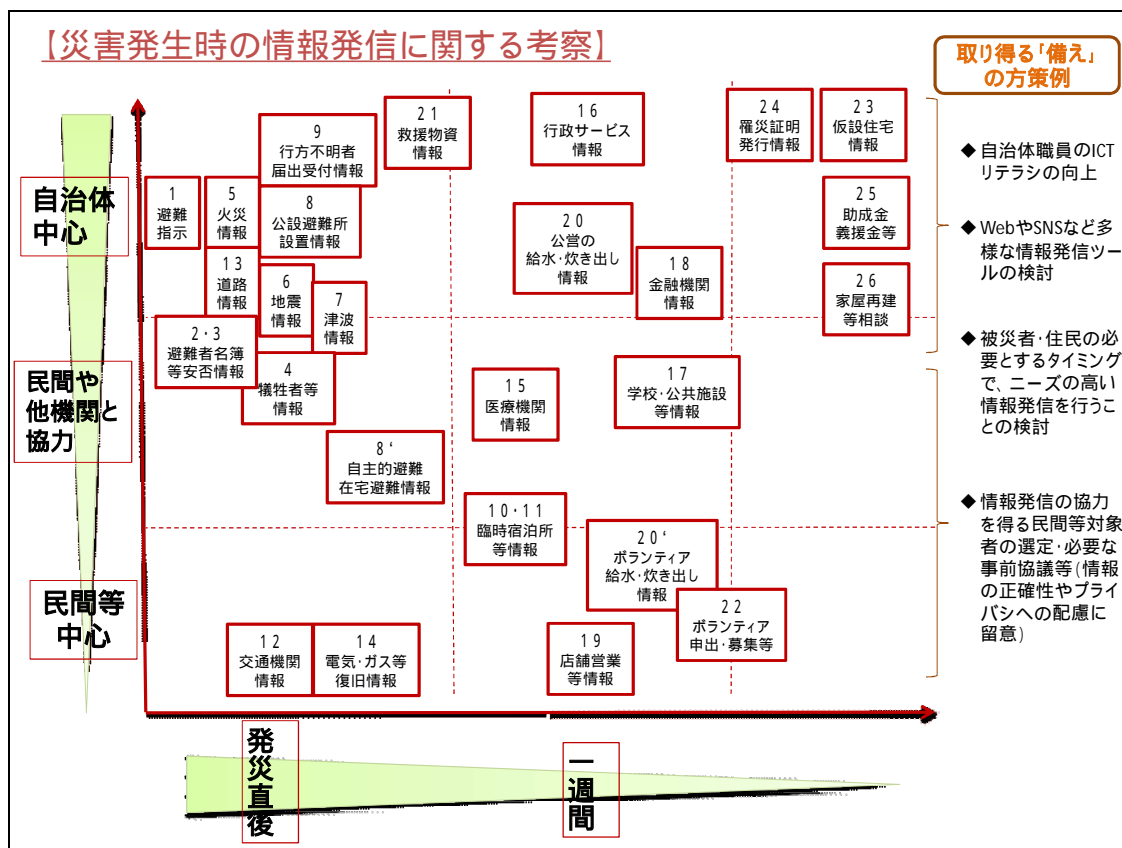 【災害発生時の情報発信に関する考察】
取り得る「備え」
の方策例
自治体
中心
民間や
他機関と
協力
民間等
中心
1
避難
指示
5
火災
情報
9
行方不明者
届出受付情報
8
公設避難所
設置情報
13
道路
情報
6
地震
情報
7
津波
情報
2・3
避難者名簿
等安否情報
4
犠牲者等
情報
8‘
自主的避難
在宅避難情報
12
交通機関
情報
14
電気・ガス等
復旧情報
21
救援物資
情報
16
行政サービス
情報
20
公営の
給水・炊き出し
情報
18
金融機関
情報
15
医療機関
情報
17
学校・公共施設
等情報
10・11
臨時宿泊所
等情報
20‘
ボランティア
給水・炊き出し
情報
22
ボランティア
申出・募集等
19
店舗営業
等情報
24
罹災証明
発行情報
23
仮設住宅
情報
25
助成金
義援金等
26
家屋再建
等相談
◆ 自治体職員のICT
リテラシの向上
◆ WebやSNSなど多
様な情報発信ツー
ルの検討
◆ 被災者・住民の必
要とするタイミング
で、ニーズの高い
情報発信を行うこ
との検討
◆ 情報発信の協力
を得る民間等対象
者の選定・必要な
事前協議等(情報
の正確性やプライ
バシへの配慮に
留意)
発災直後
一週間